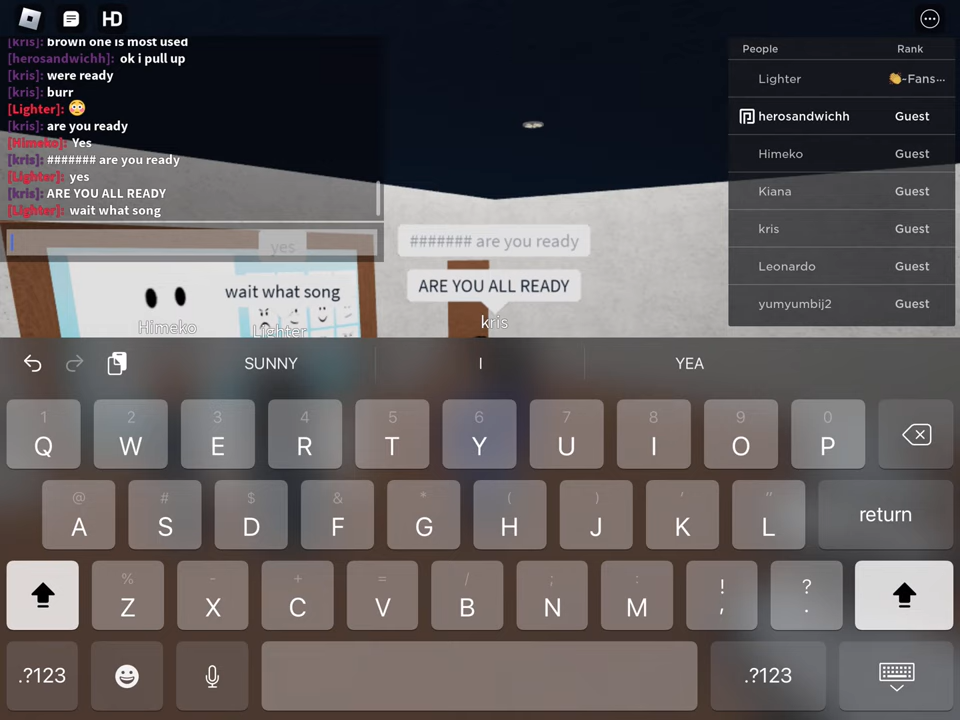 HD
[kris]: brown one is most used
[herosandwichh]: ok i pull up
[kris]: were ready
[kris]: burr
[Lighter]: 😳
[kris]: are you ready
[Himeko]: Yes
[kris]: ####### are you ready
[Lighter]: yes
[kris]: ARE YOU ALL READY
[Lighter]: wait what song
People Rank
Lighter 👏-Fans...
herosandwichh Guest
Himeko Guest
Kiana Guest
kris Guest
Leonardo Guest
yumyumbij2 Guest
yes
wait what song
Himeko
Lighter
####### are you ready
ARE YOU ALL READY
kris
SUNNY I YEA
1 2 3 4 5 6 7 8 9 0
Q W E R T Y U I O P
@ # $ & * ( ) ' "
A S D F G H J K L return
% - + = / ; : ! ?
Z X C V B N M , .
.?123 .?123